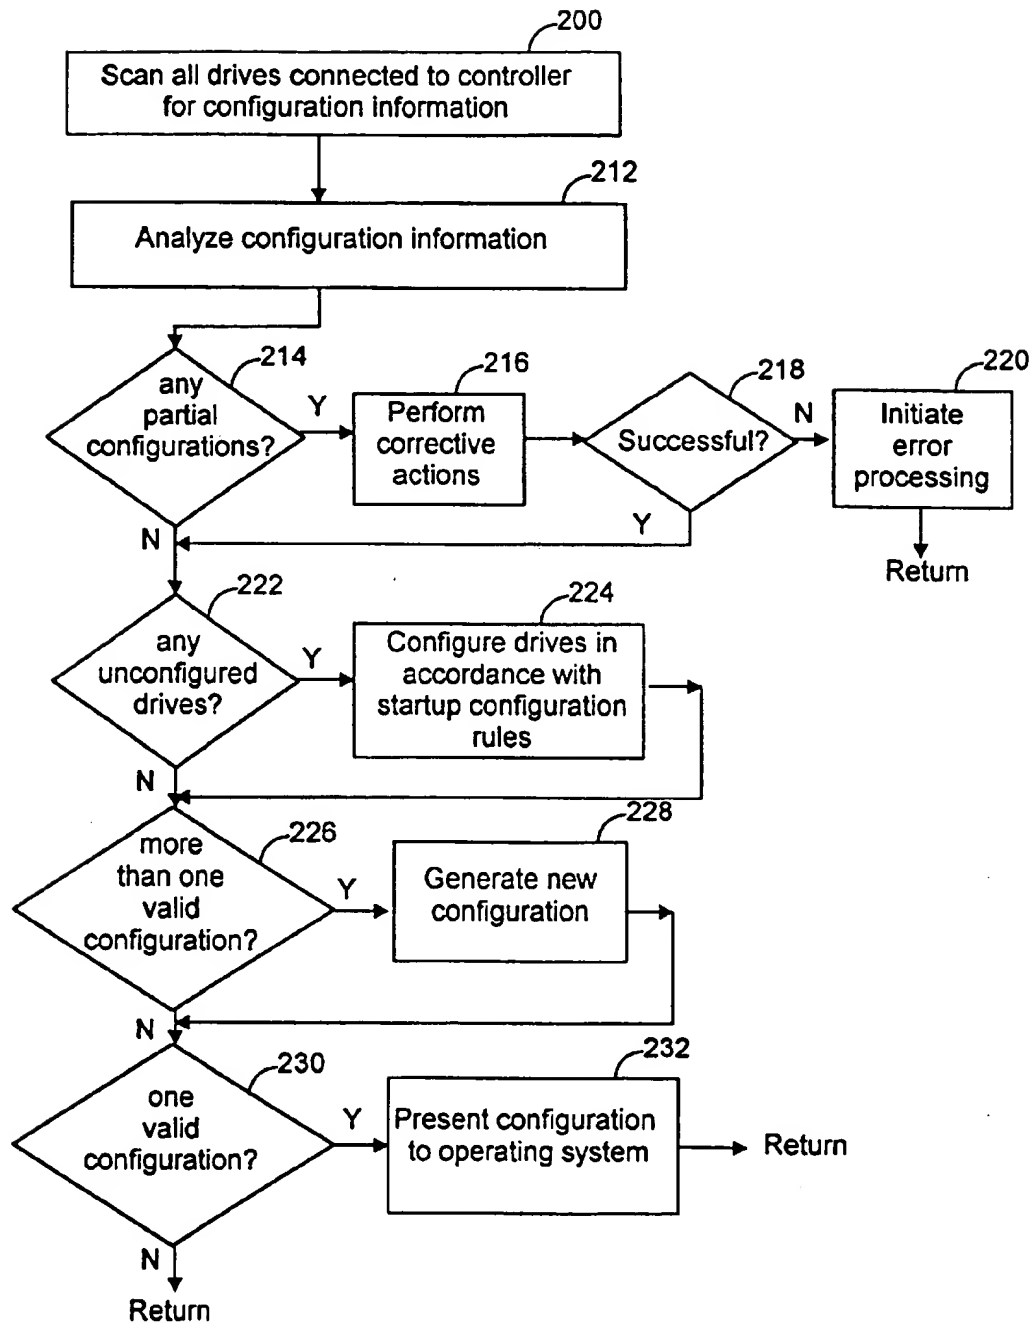 200
Scan all drives connected to controller
for configuration information
212
Analyze configuration information
214
any
partial
configurations?
Y
216
Perform
corrective
actions
218
Successful?
N
220
Initiate
error
processing
Y
Return
N
222
any
unconfigured
drives?
Y
224
Configure drives in
accordance with
startup configuration
rules
N
226
more
than one
valid
configuration?
Y
228
Generate new
configuration
N
230
one
valid
configuration?
Y
232
Present configuration
to operating system
Return
N
Return